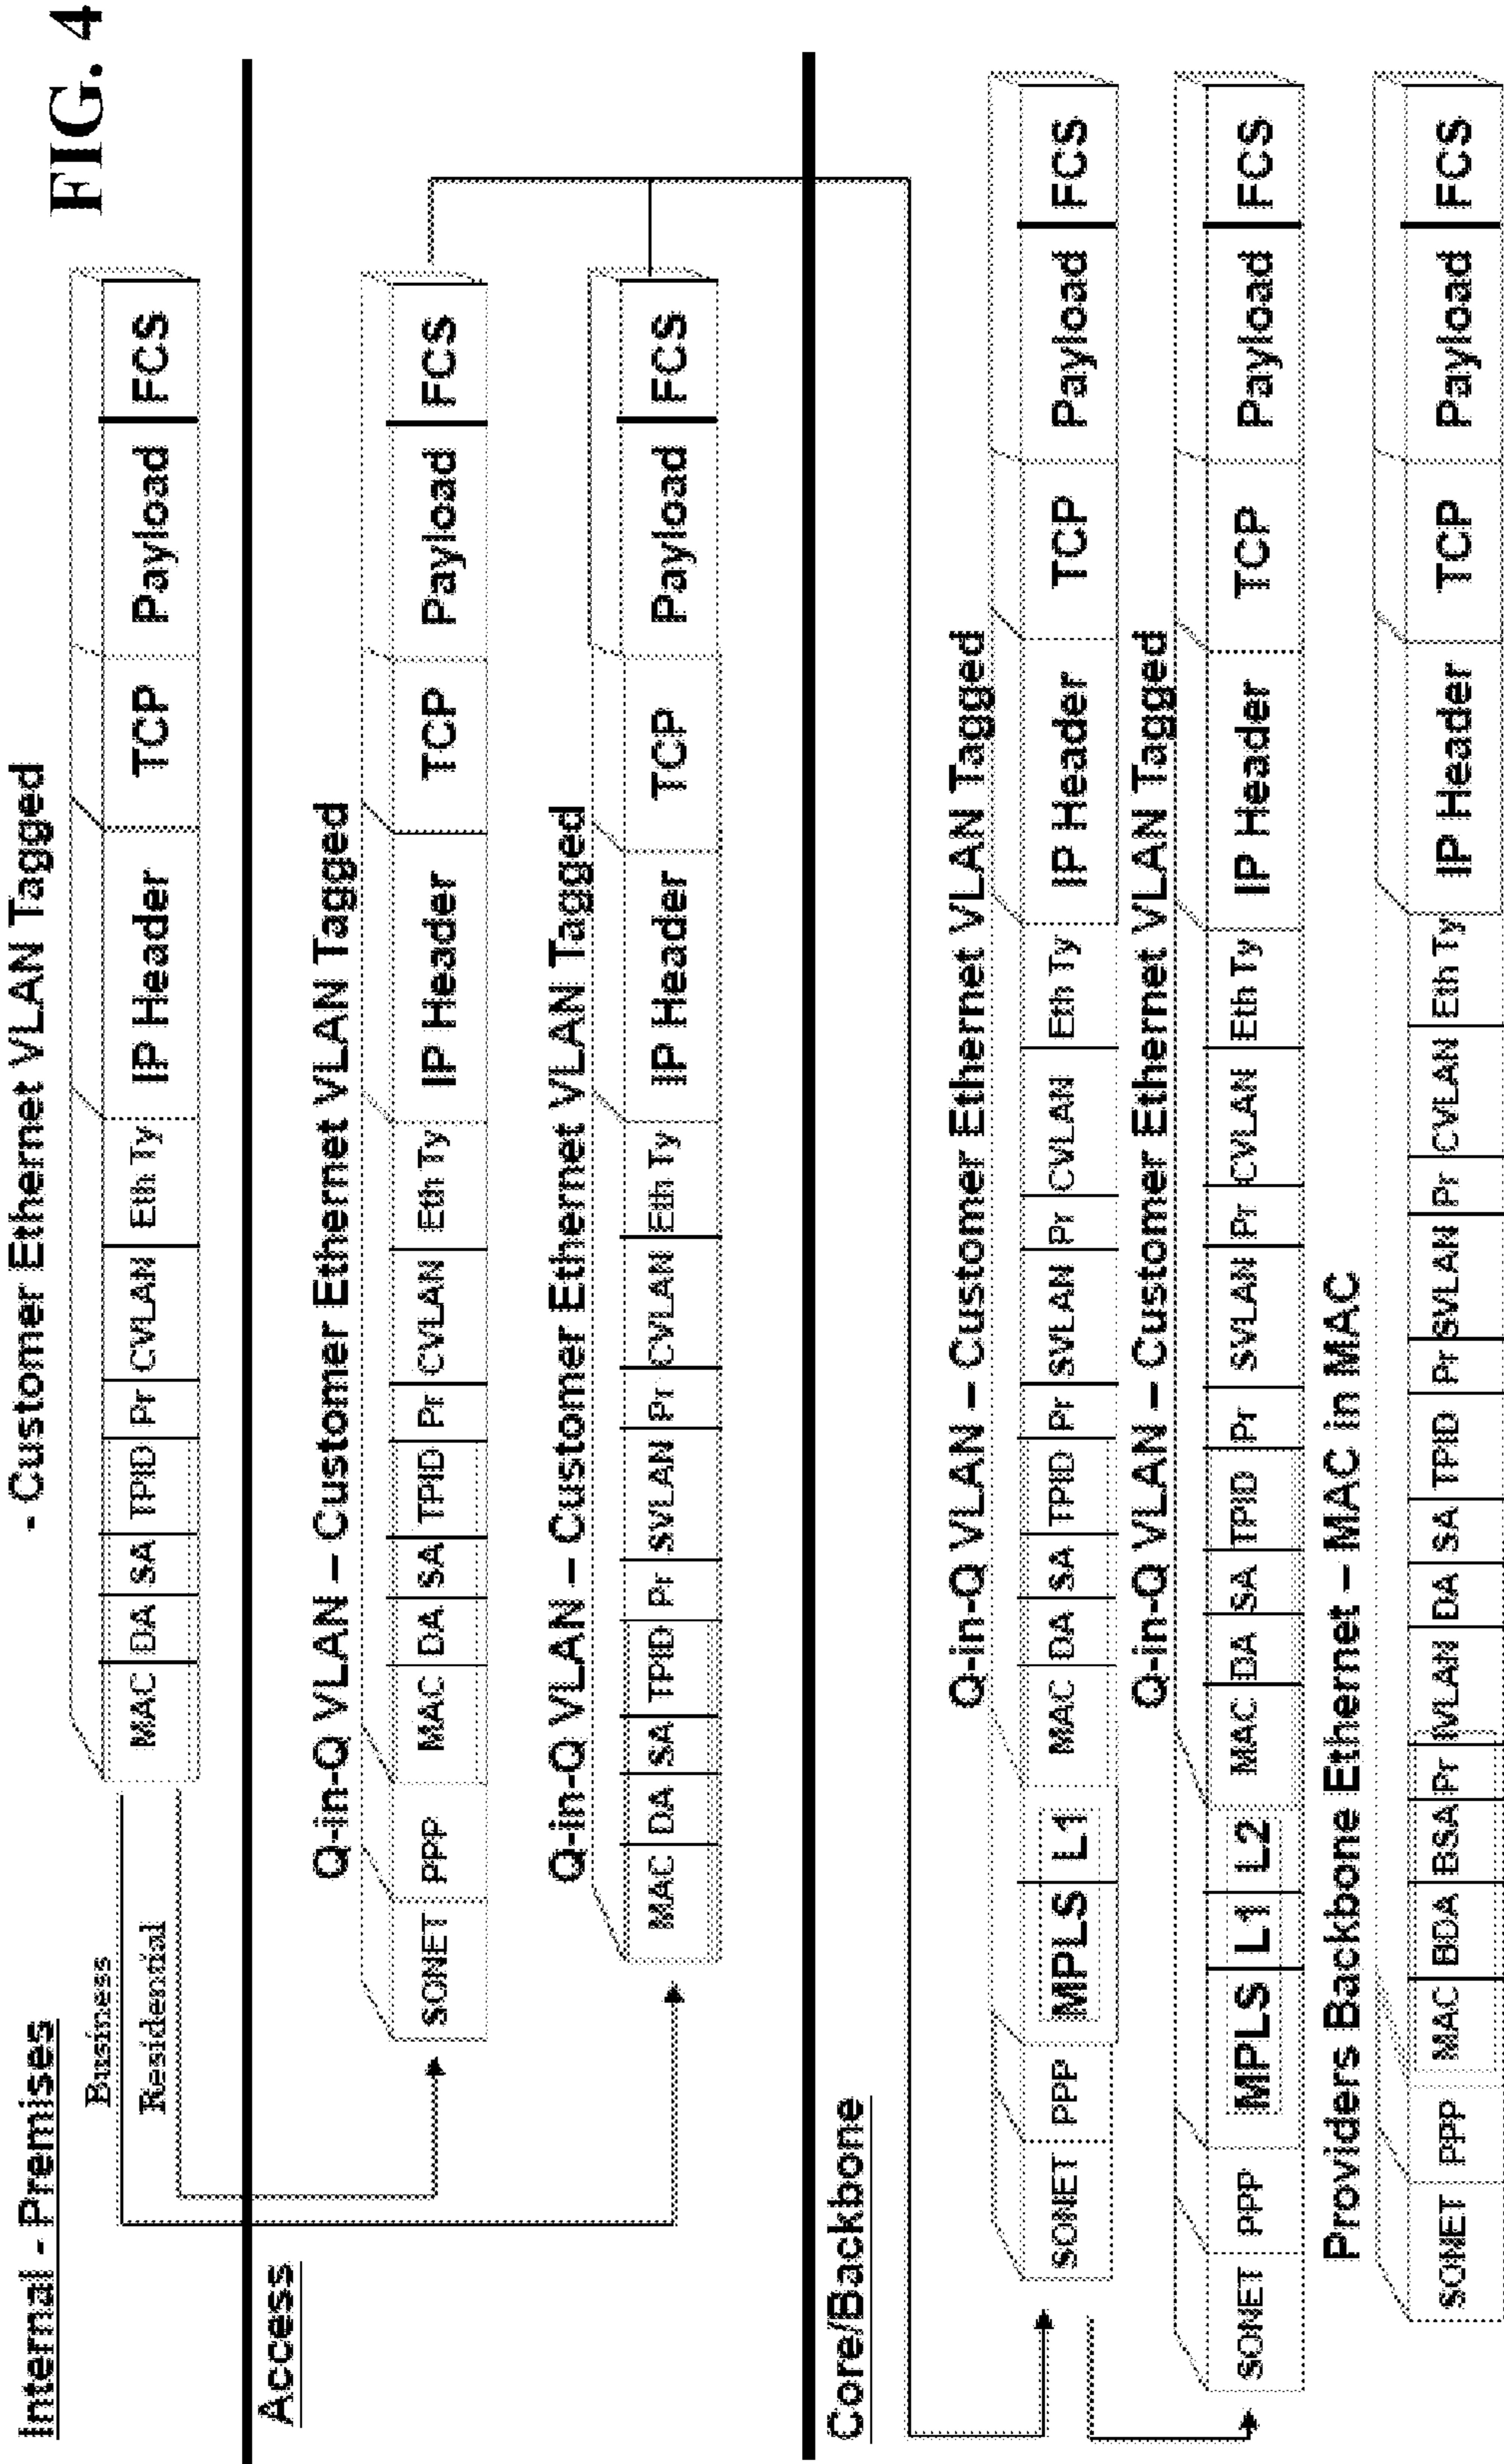 FIG. 4
Internal - Premises
- Customer Ethernet VLAN Tagged
MAC DA SA TPID Pr CVLAN Eth Ty IP Header TCP Payload FCS
Business
Residential
Access
Q-in-Q VLAN – Customer Ethernet VLAN Tagged
SONET PPP MAC DA SA TPID Pr CVLAN Eth Ty IP Header TCP Payload FCS
Q-in-Q VLAN – Customer Ethernet VLAN Tagged
MAC DA SA TPID Pr SVLAN Pr CVLAN Eth Ty IP Header TCP Payload FCS
Core/Backbone
Q-in-Q VLAN – Customer Ethernet VLAN Tagged
SONET PPP MPLS L1 MAC DA SA TPID Pr SVLAN Pr CVLAN Eth Ty IP Header TCP Payload FCS
Q-in-Q VLAN – Customer Ethernet VLAN Tagged
SONET PPP MPLS L1 L2 MAC DA SA TPID Pr SVLAN Pr CVLAN Eth Ty IP Header TCP Payload FCS
Providers Backbone Ethernet – MAC in MAC
SONET PPP MAC BDA BSA Pr IVLAN DA SA TPID Pr SVLAN Pr CVLAN Eth Ty IP Header TCP Payload FCS